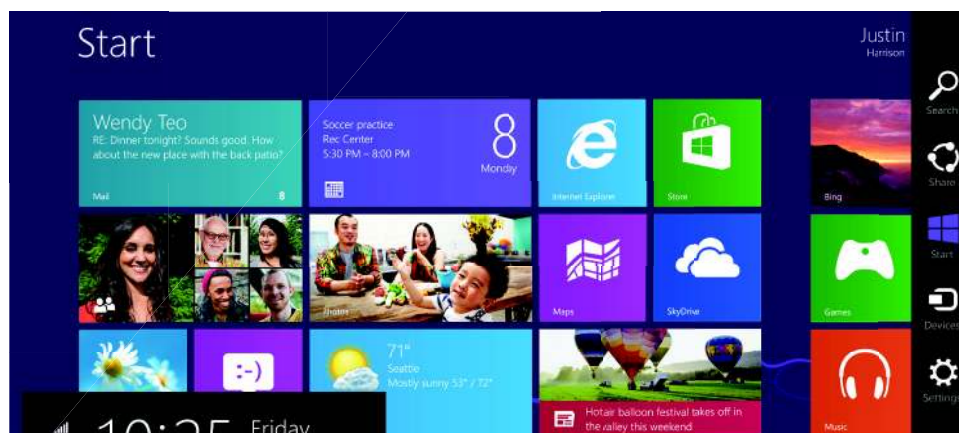 Start
Justin
Harrison
Search
Share
Start
Devices
Settings
Wendy Teo
RE: Dinner tonight? Sounds good. How
about the new place with the back patio?
Mail
8
Soccer practice
Rec Center
5:30 PM – 8:00 PM
8
Monday
Internet Explorer
Store
Bing
Photos
Maps
SkyDrive
Games
:-)
71°
Seattle
Mostly sunny 53° / 72°
Hotair balloon festival takes off in
the valley this weekend
Music
10:25
Friday